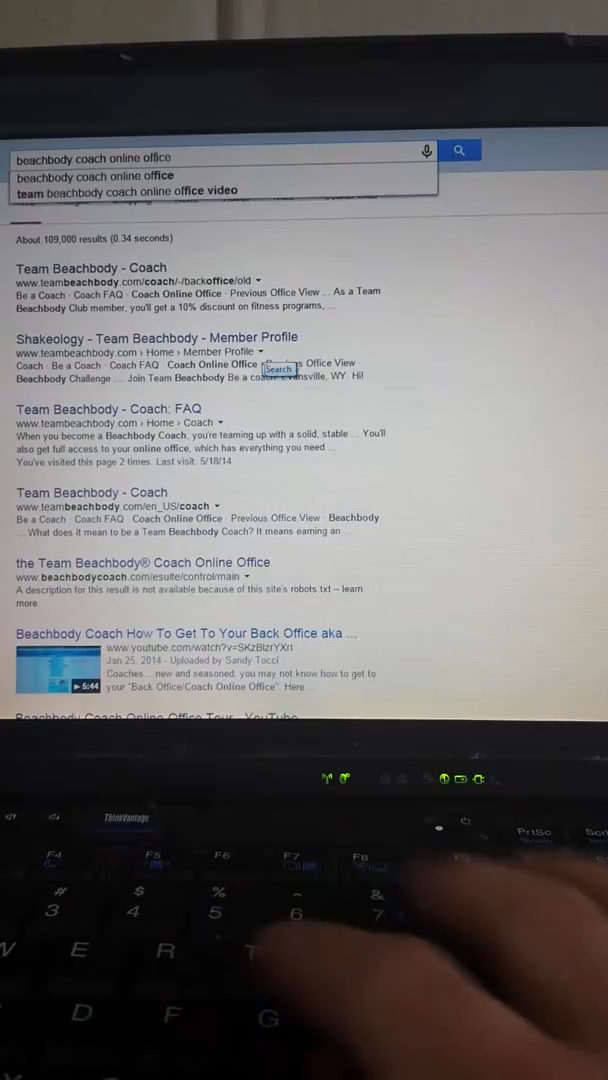 beachbody coach online office
beachbody coach online office
team beachbody coach online office video
About 109,000 results (0.34 seconds)
Team Beachbody - Coach
www.teambeachbody.com/coach/-/backoffice/old
Be a Coach · Coach FAQ · Coach Online Office · Previous Office View ... As a Team
Beachbody Club member, you'll get a 10% discount on fitness programs, ...
Shakeology - Team Beachbody - Member Profile
www.teambeachbody.com › Home › Member Profile
Coach · Be a Coach · Coach FAQ · Coach Online Office Office View ·
Search
Beachbody Challenge .... Join Team Beachbody Be a WY Hi!
Team Beachbody - Coach: FAQ
www.teambeachbody.com › Home › Coach
When you become a Beachbody Coach, you're teaming up with a solid, stable ... You'll
also get full access to your online office, which has everything you need ...
You've visited this page 2 times. Last visit: 5/18/14
Team Beachbody - Coach
www.teambeachbody.com/en_US/coach
Be a Coach · Coach FAQ · Coach Online Office · Previous Office View · Beachbody
... What does it mean to be a Team Beachbody Coach? It means earning an ...
the Team Beachbody® Coach Online Office
www.beachbodycoach.com/esuite/control/main
A description for this result is not available because of this site's robots.txt – learn
more
Beachbody Coach How To Get To Your Back Office aka ...
www.youtube.com/watch?v=SKzBlzrYXrI
Jan 25, 2014 - Uploaded by Sandy Tocci
Coaches... new and seasoned, you may not know how to get to
5:44
your "Back Office/Coach Online Office". Here ...
Beachbody Coach Online Office Tour - YouTube
ThinkVantage
PrtSc
F4 F5 F6 F7 F8
# $ % ^ &
3 4 5 6 7
E R T
D F G